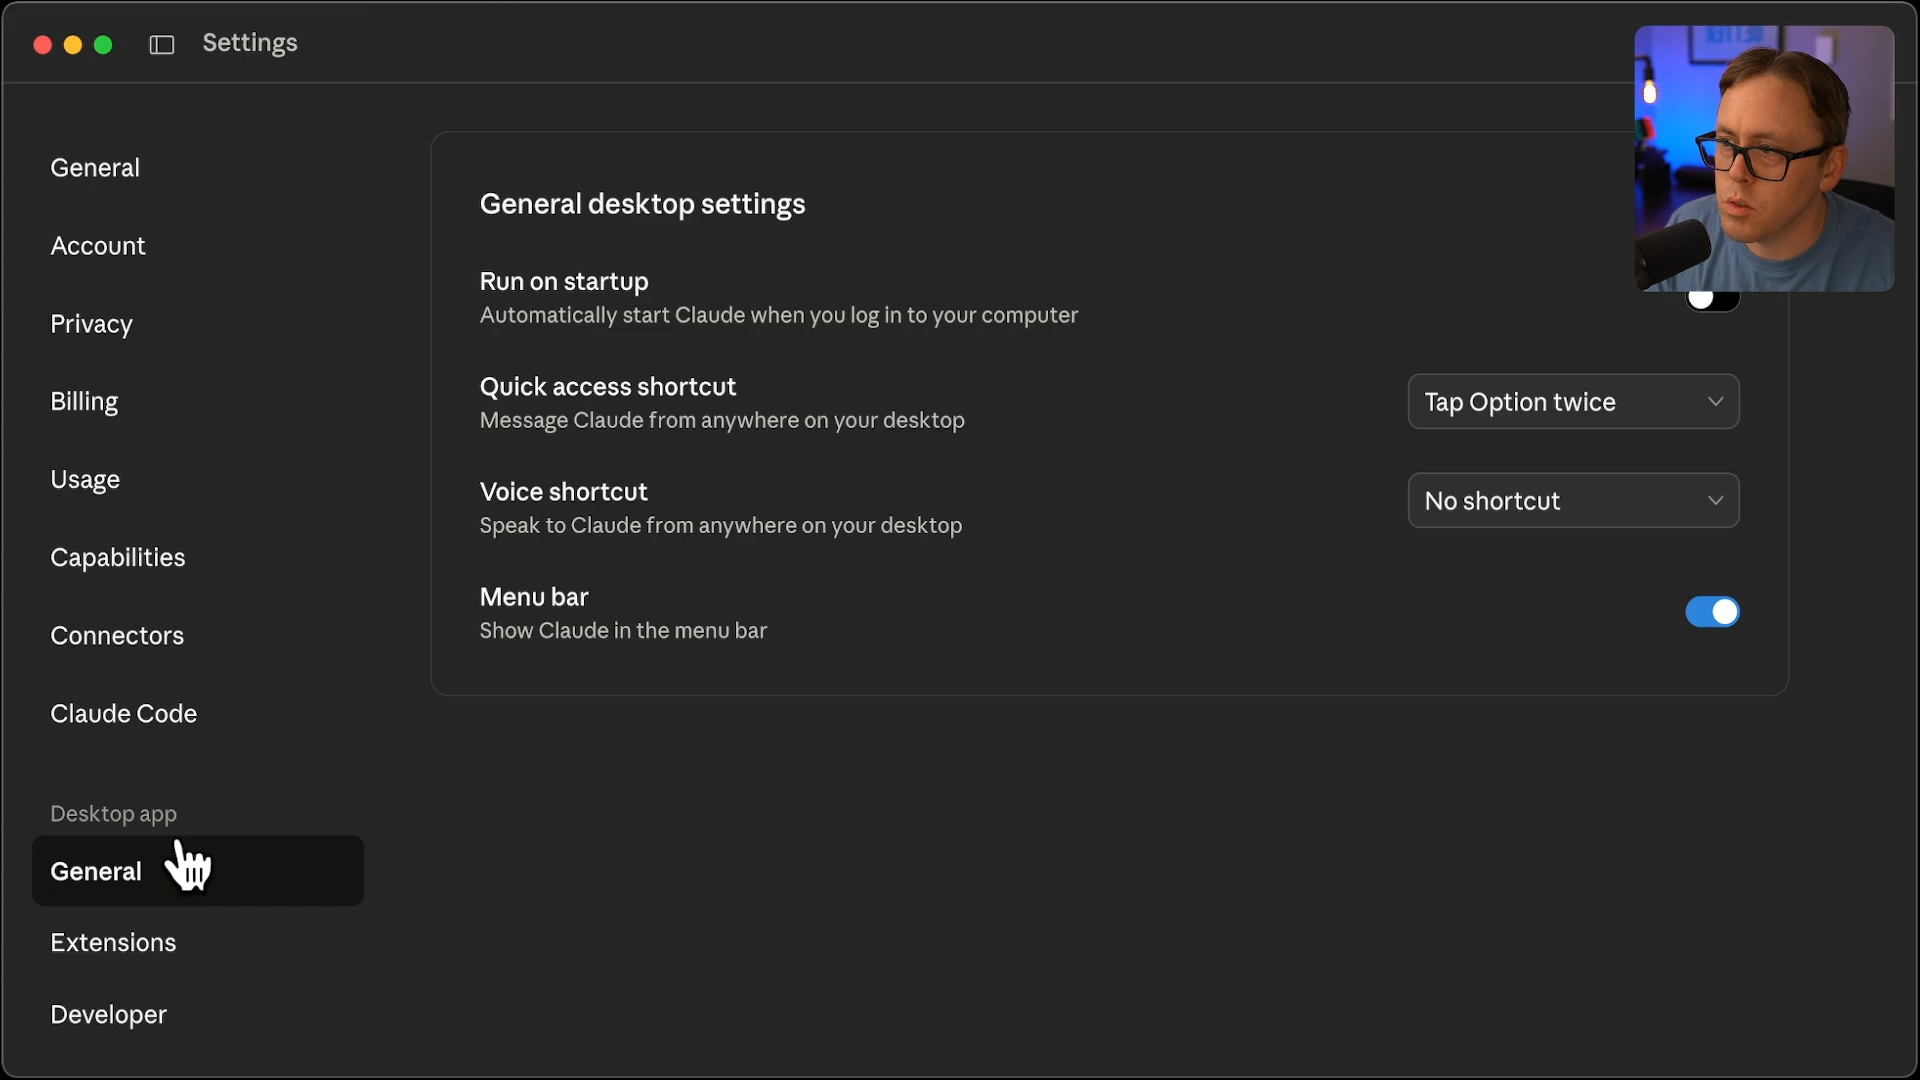 Settings
General
Account
Privacy
Billing
Usage
Capabilities
Connectors
Claude Code
Desktop app
General
Extensions
Developer
General desktop settings
Run on startup
Automatically start Claude when you log in to your computer
Quick access shortcut
Message Claude from anywhere on your desktop
Tap Option twice
Voice shortcut
Speak to Claude from anywhere on your desktop
No shortcut
Menu bar
Show Claude in the menu bar